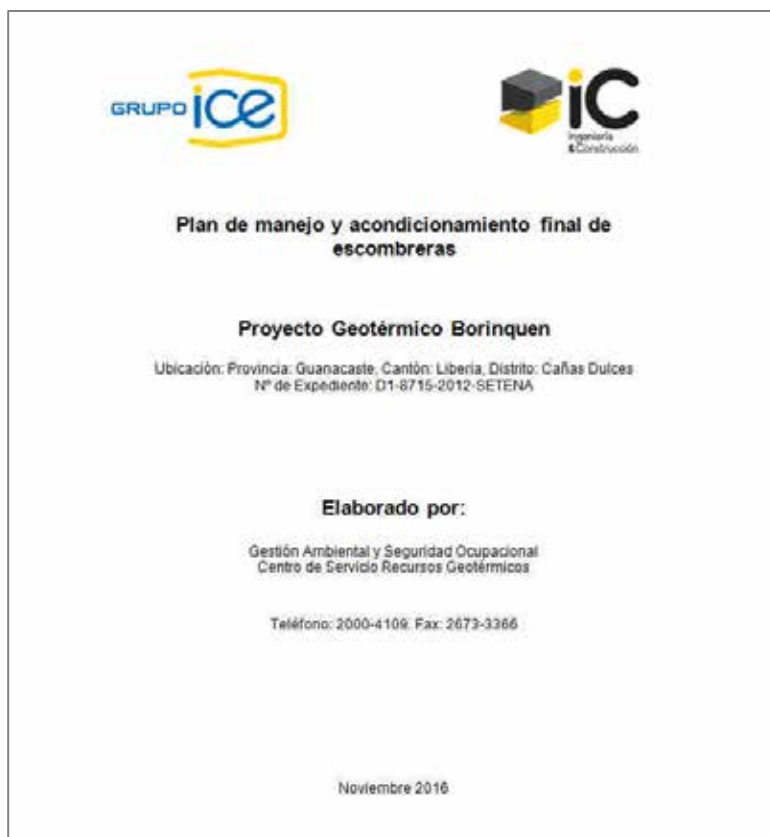 GRUPO ice
iC
Ingeniería
&Construcción
Plan de manejo y acondicionamiento final de
escombreras
Proyecto Geotérmico Borinquen
Ubicación: Provincia: Guanacaste, Cantón: Liberia, Distrito: Cañas Dulces
Nº de Expediente: D1-8715-2012-SETENA
Elaborado por:
Gestión Ambiental y Seguridad Ocupacional
Centro de Servicio Recursos Geotérmicos
Teléfono: 2000-4109. Fax: 2673-3366
Noviembre 2016